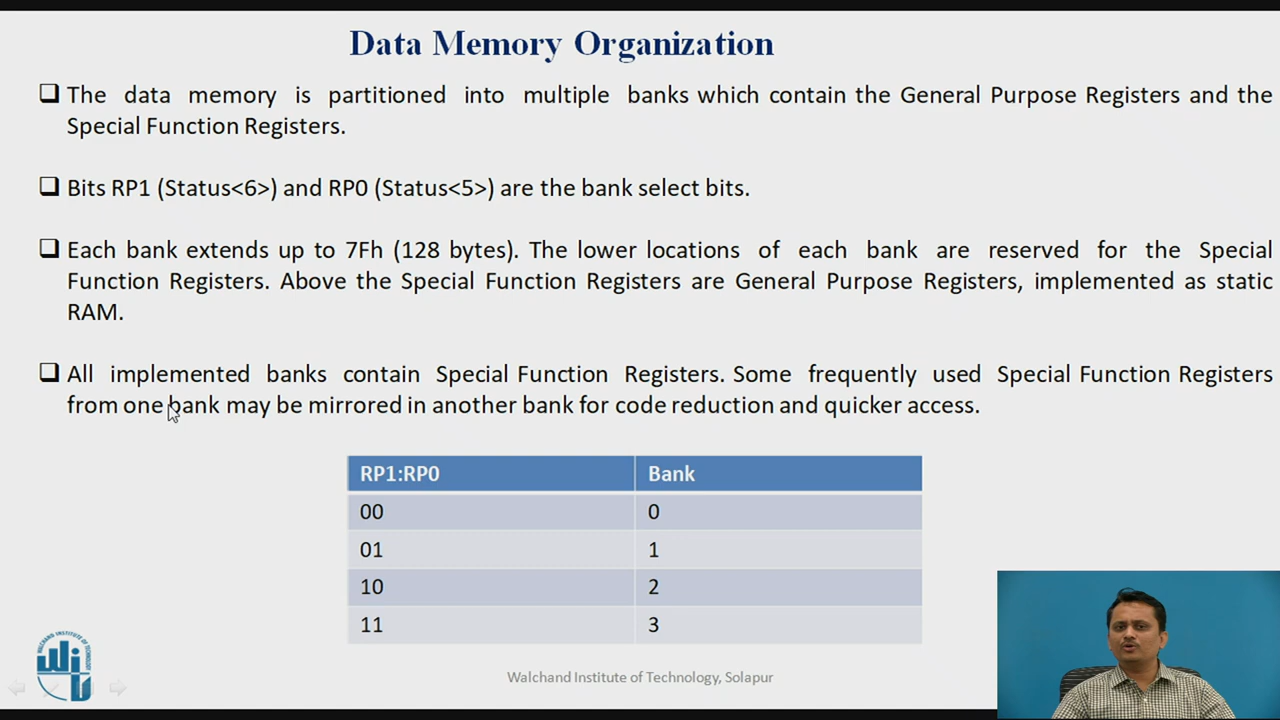 Data Memory Organization
❑ The data memory is partitioned into multiple banks which contain the General Purpose Registers and the
Special Function Registers.
❑ Bits RP1 (Status<6>) and RP0 (Status<5>) are the bank select bits.
❑ Each bank extends up to 7Fh (128 bytes). The lower locations of each bank are reserved for the Special
Function Registers. Above the Special Function Registers are General Purpose Registers, implemented as static
RAM.
❑ All implemented banks contain Special Function Registers. Some frequently used Special Function Registers
from one bank may be mirrored in another bank for code reduction and quicker access.
RP1:RP0 Bank
00 0
01 1
10 2
11 3
WALCHAND INSTITUTE OF TECHNOLOGY
WIT
Walchand Institute of Technology, Solapur